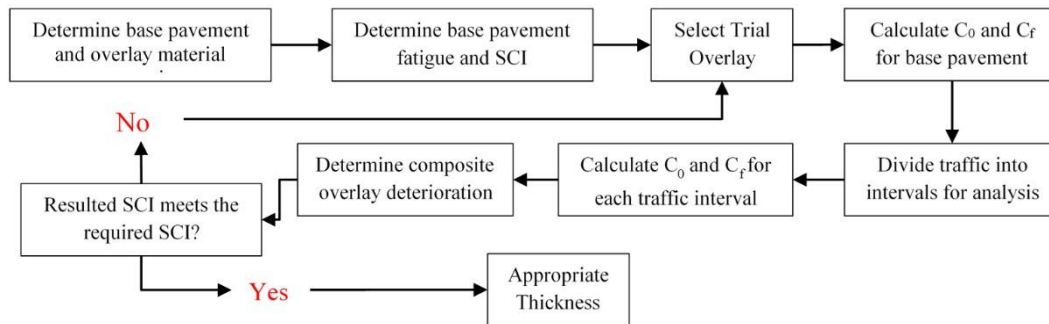 Determine base pavement
and overlay material
.
Determine base pavement
fatigue and SCI
Select Trial
Overlay
Calculate C₀ and Cf
for base pavement
No
Determine composite
overlay deterioration
Calculate C₀ and Cf for
each traffic interval
Divide traffic into
intervals for analysis
Resulted SCI meets the
required SCI?
Yes
Appropriate
Thickness